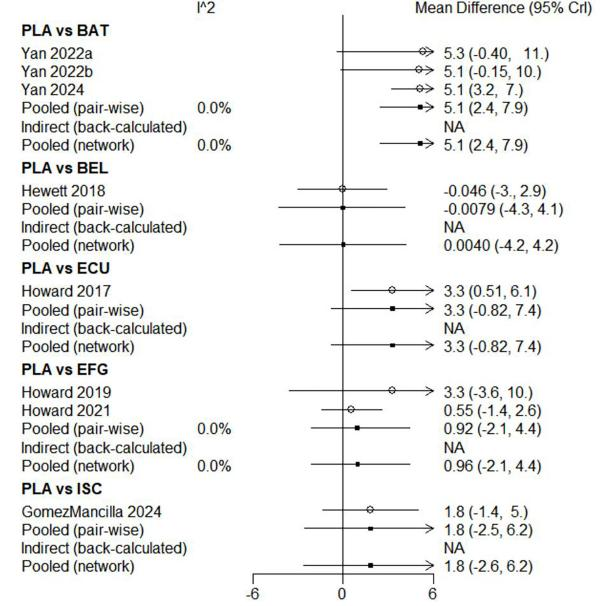 I^2 Mean Difference (95% CrI)
PLA vs BAT
Yan 2022a 5.3 (-0.40, 11.)
Yan 2022b 5.1 (-0.15, 10.)
Yan 2024 5.1 (3.2, 7.)
Pooled (pair-wise) 0.0% 5.1 (2.4, 7.9)
Indirect (back-calculated) NA
Pooled (network) 0.0% 5.1 (2.4, 7.9)
PLA vs BEL
Hewett 2018 -0.046 (-3., 2.9)
Pooled (pair-wise) -0.0079 (-4.3, 4.1)
Indirect (back-calculated) NA
Pooled (network) 0.0040 (-4.2, 4.2)
PLA vs ECU
Howard 2017 3.3 (0.51, 6.1)
Pooled (pair-wise) 3.3 (-0.82, 7.4)
Indirect (back-calculated) NA
Pooled (network) 3.3 (-0.82, 7.4)
PLA vs EFG
Howard 2019 3.3 (-3.6, 10.)
Howard 2021 0.55 (-1.4, 2.6)
Pooled (pair-wise) 0.0% 0.92 (-2.1, 4.4)
Indirect (back-calculated) NA
Pooled (network) 0.0% 0.96 (-2.1, 4.4)
PLA vs ISC
GomezMancilla 2024 1.8 (-1.4, 5.)
Pooled (pair-wise) 1.8 (-2.5, 6.2)
Indirect (back-calculated) NA
Pooled (network) 1.8 (-2.6, 6.2)
-6 0 6